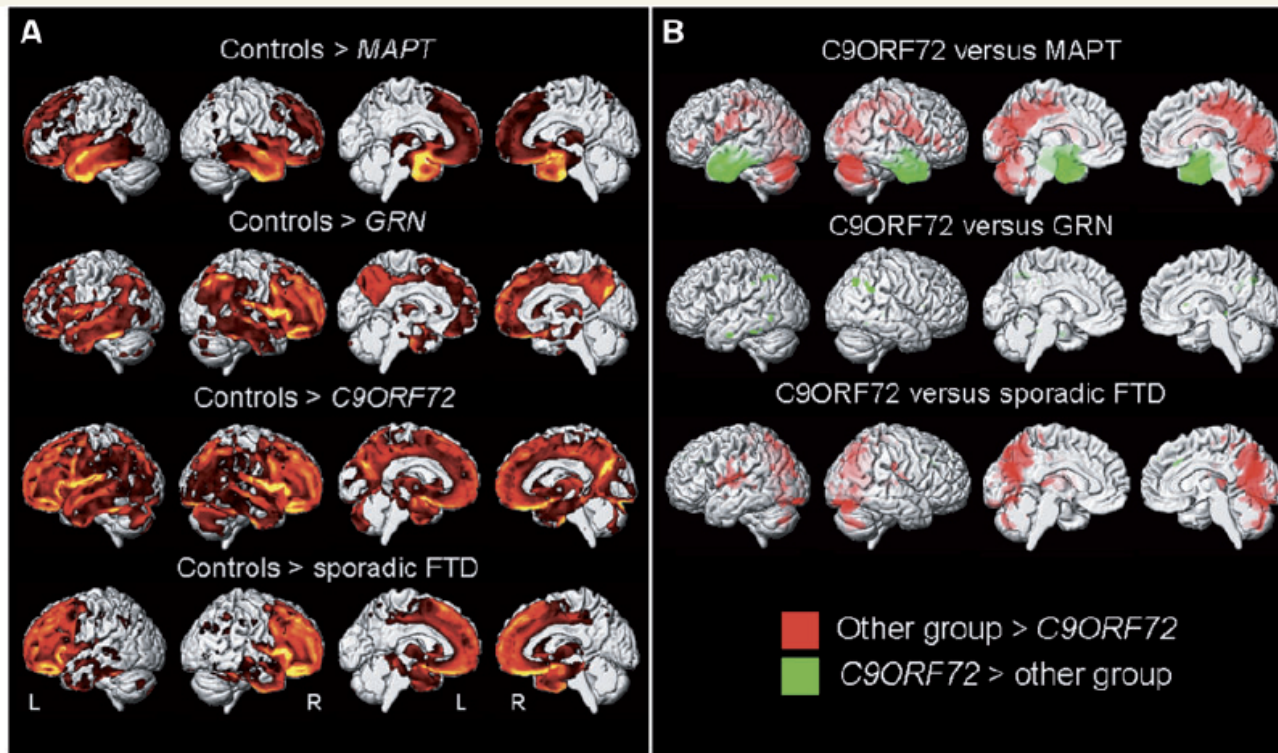 A
Controls > MAPT
Controls > GRN
Controls > C9ORF72
Controls > sporadic FTD
L
R
L
R
B
C9ORF72 versus MAPT
C9ORF72 versus GRN
C9ORF72 versus sporadic FTD
Other group > C9ORF72
C9ORF72 > other group